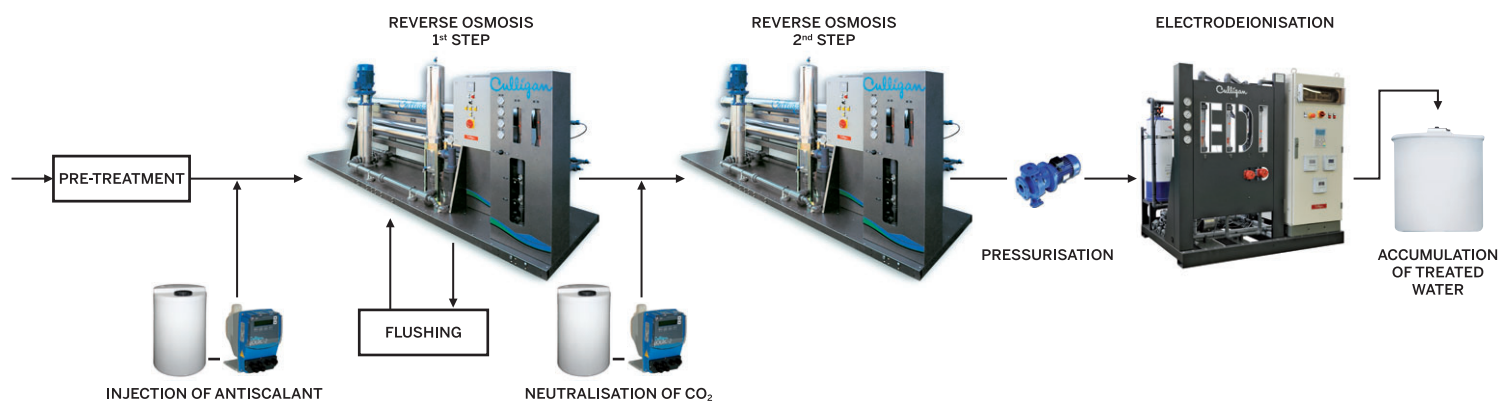 REVERSE OSMOSIS
1st STEP
REVERSE OSMOSIS
2nd STEP
ELECTRODEIONISATION
Culligan
Culligan
Culligan
EDI
PRE-TREATMENT
PRESSURISATION
ACCUMULATION
OF TREATED
WATER
FLUSHING
INJECTION OF ANTISCALANT
NEUTRALISATION OF CO₂